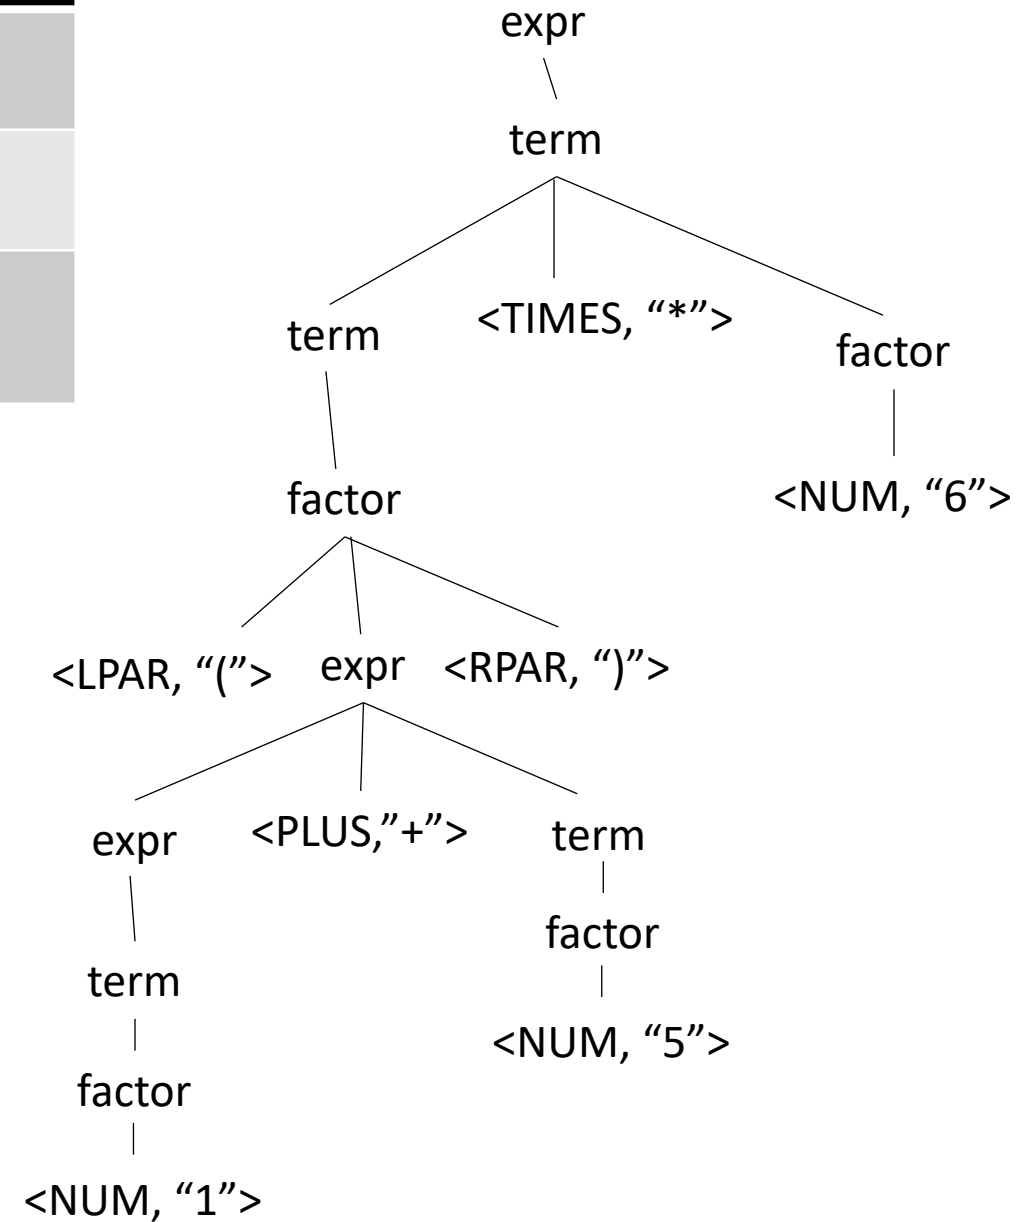 expr
term
term <TIMES, “*”> factor
factor <NUM, “6”>
<LPAR, “(”> expr <RPAR, “)”>
expr <PLUS,”+”> term
factor
term
<NUM, “5”>
factor
<NUM, “1”>